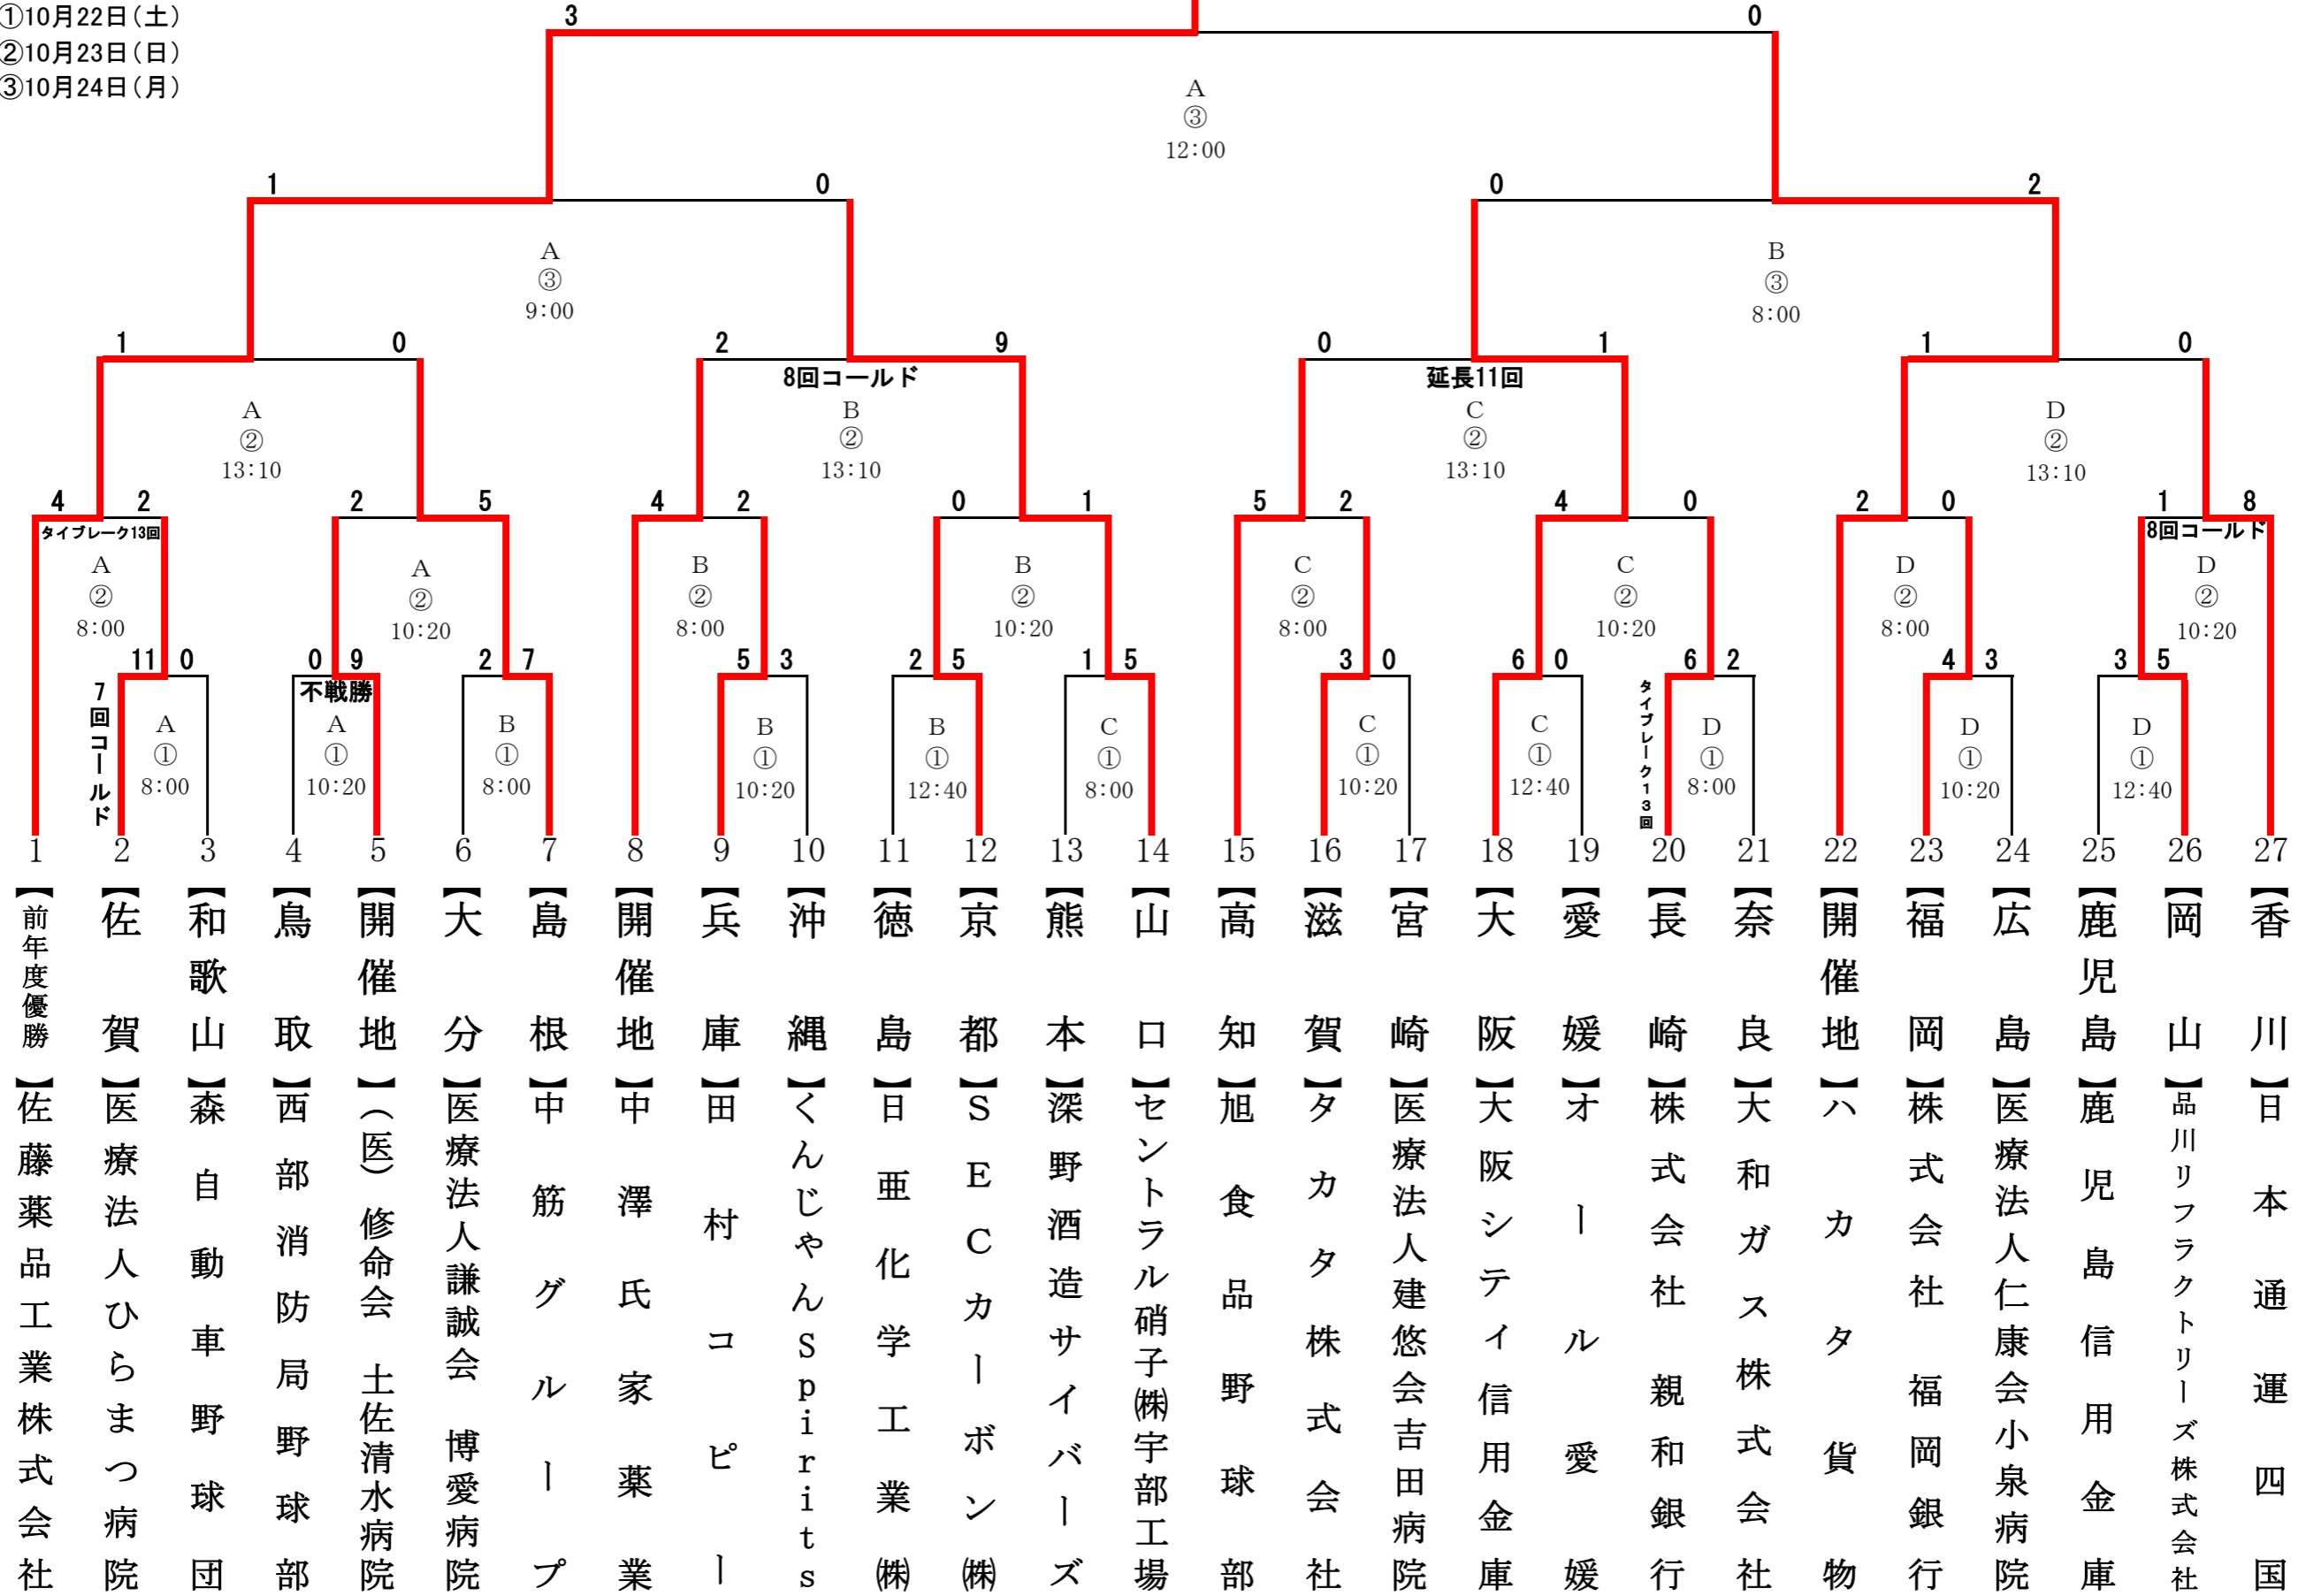 ①10月22日(土)
②10月23日(日)
③10月24日(月)
3 0
A
③
12:00
1 0 0 2
A
③
9:00
B
③
8:00
1 0 2 9 0 1 1 0
8回コールド
延長11回
A
②
13:10
B
②
13:10
C
②
13:10
D
②
13:10
4 2 2 5 4 2 0 1 5 2 4 0 2 0 1 8
タイブレーク13回
8回コールド
A
②
8:00
A
②
10:20
B
②
8:00
B
②
10:20
C
②
8:00
C
②
10:20
D
②
8:00
D
②
10:20
11 0 0 9 2 7 5 3 2 5 1 5 3 0 6 0 6 2 4 3 3 5
7回コールド
不戦勝
タイブレーク13回
A
①
8:00
A
①
10:20
B
①
8:00
B
①
10:20
B
①
12:40
C
①
8:00
C
①
10:20
C
①
12:40
D
①
8:00
D
①
10:20
D
①
12:40
1 2 3 4 5 6 7 8 9 10 11 12 13 14 15 16 17 18 19 20 21 22 23 24 25 26 27
【前年度優勝】佐藤薬品工業株式会社
【佐賀】医療法人ひらまつ病院
【和歌山】森自動車野球団
【鳥取】西部消防局野球部
【開催地】(医)修命会 土佐清水病院
【大分】医療法人謙誠会 博愛病院
【島根】中筋グループ
【開催地】中澤氏家薬業
【兵庫】田村コピー
【沖縄】くんじゃんSpirits
【徳島】日亜化学工業㈱
【京都】SECカーボン㈱
【熊本】深野酒造サイバーズ
【山口】セントラル硝子㈱宇部工場
【高知】旭食品野球部
【滋賀】タカタ株式会社
【宮崎】医療法人建悠会吉田病院
【大阪】大阪シティ信用金庫
【愛媛】オール愛媛
【長崎】株式会社 親和銀行
【奈良】大和ガス株式会社
【開催地】ハカタ貨物
【福岡】株式会社 福岡銀行
【広島】医療法人仁康会小泉病院
【鹿児島】鹿児島信用金庫
【岡山】品川リフラクトリーズ株式会社
【香川】日本通運四国